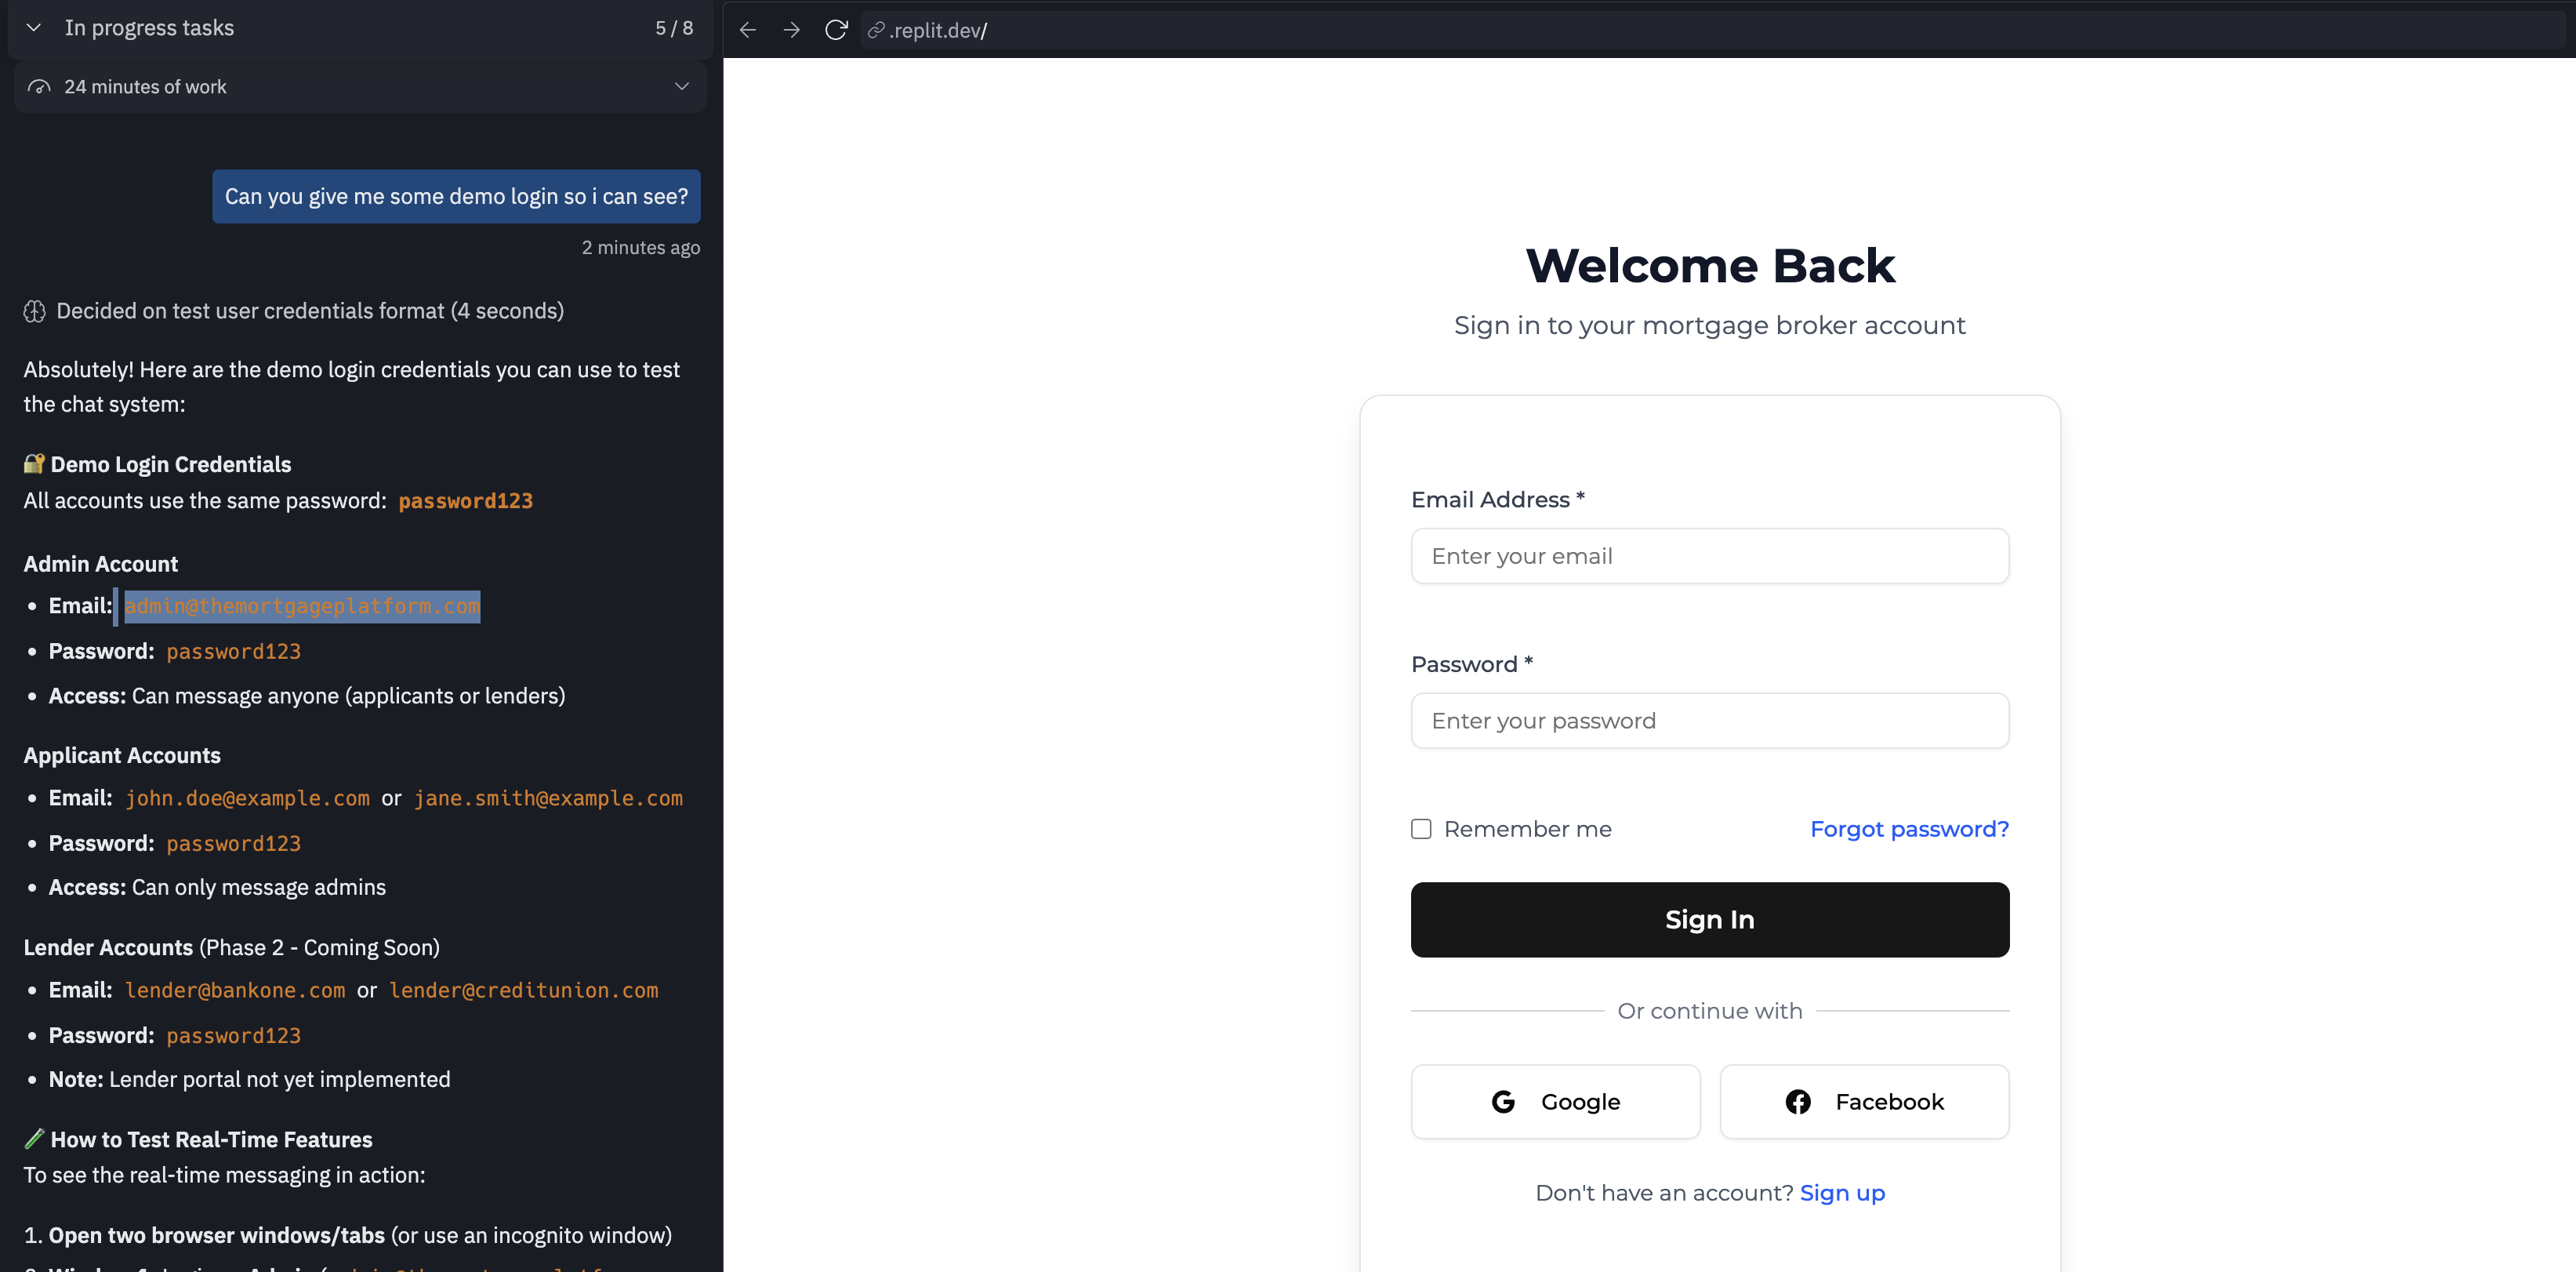 In progress tasks
5 / 8
24 minutes of work
Can you give me some demo login so i can see?
2 minutes ago
Decided on test user credentials format (4 seconds)
Absolutely! Here are the demo login credentials you can use to test
the chat system:
🔐 Demo Login Credentials
All accounts use the same password: password123
Admin Account
• Email: admin@themortgageplatform.com
• Password: password123
• Access: Can message anyone (applicants or lenders)
Applicant Accounts
• Email: john.doe@example.com or jane.smith@example.com
• Password: password123
• Access: Can only message admins
Lender Accounts (Phase 2 - Coming Soon)
• Email: lender@bankone.com or lender@creditunion.com
• Password: password123
• Note: Lender portal not yet implemented
How to Test Real-Time Features
To see the real-time messaging in action:
1. Open two browser windows/tabs (or use an incognito window)
.replit.dev/
Welcome Back
Sign in to your mortgage broker account
Email Address *
Enter your email
Password *
Enter your password
Remember me
Forgot password?
Sign In
Or continue with
Google
Facebook
Don't have an account? Sign up